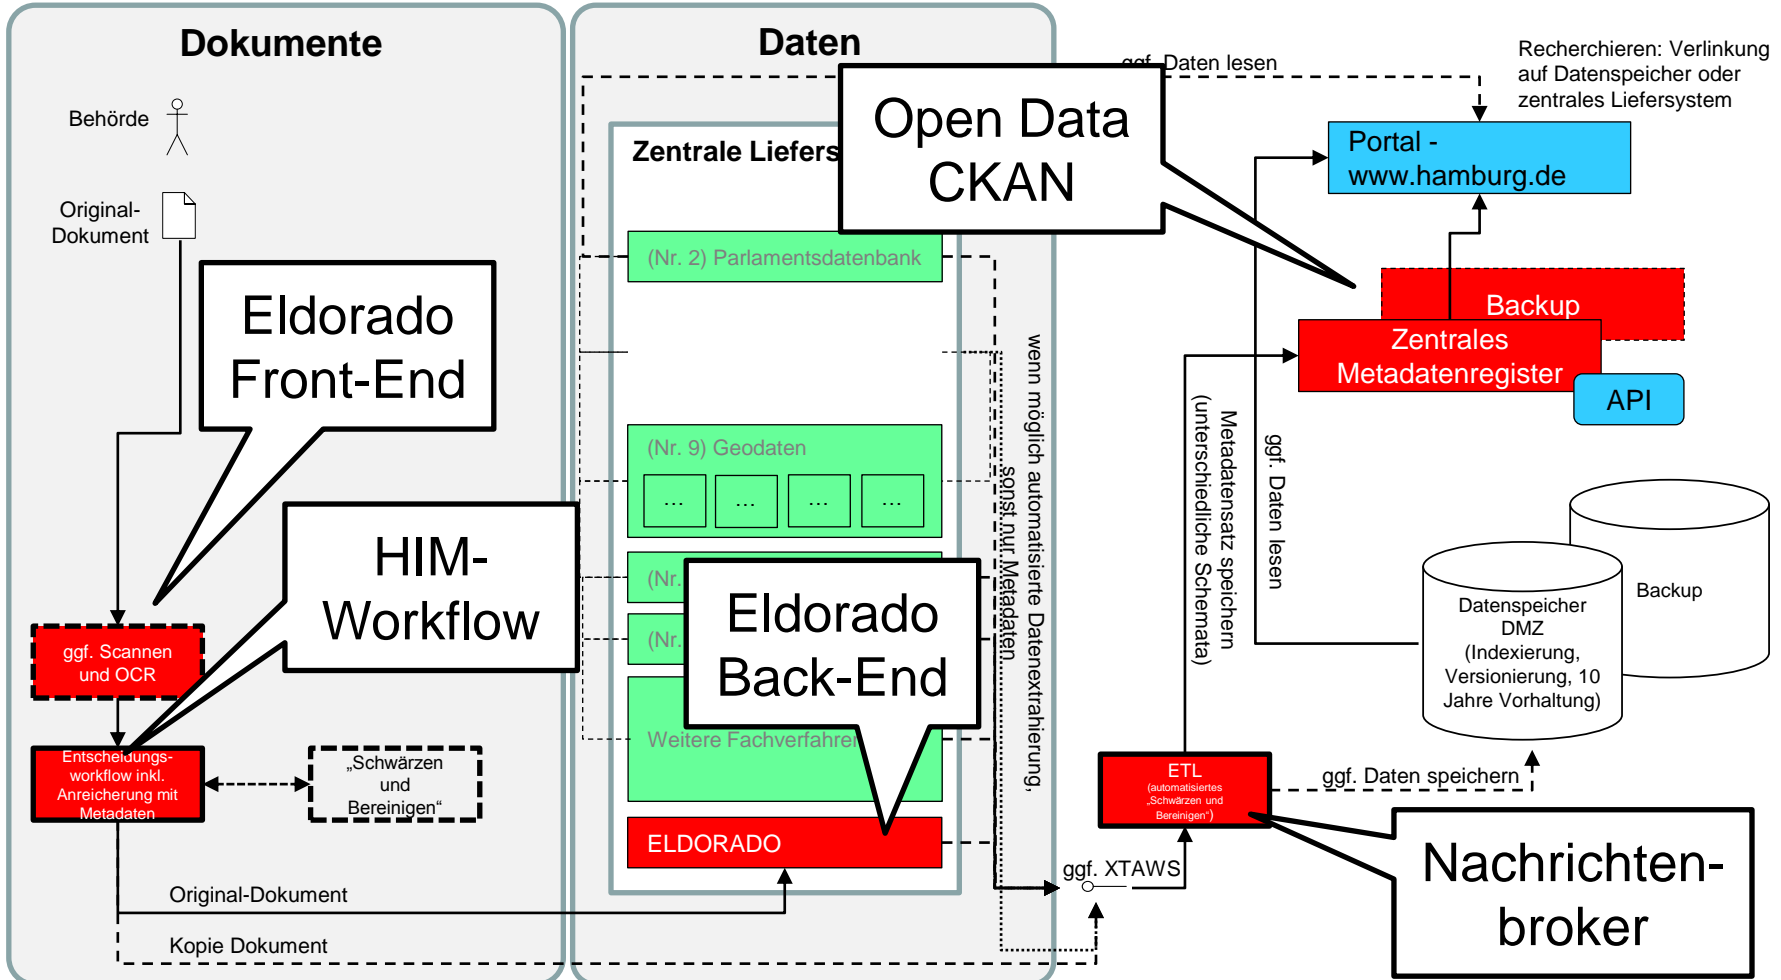 Dokumente
Behörde
Original-
Dokument
Eldorado
Front-End
HIM-
Workflow
ggf. Scannen
und OCR
Entscheidungs-
workflow inkl.
Anreicherung mit
Metadaten
„Schwärzen
und
Bereinigen“
Original-Dokument
Kopie Dokument
Daten
Zentrale Liefers
(Nr. 2) Parlamentsdatenbank
(Nr. 9) Geodaten
...
...
...
...
(Nr.
(Nr.
Weitere Fachverfahren
Eldorado
Back-End
ELDORADO
wenn möglich automatisierte Datenextrahierung,
sonst nur Metadaten
ggf. Daten lesen
Open Data
CKAN
Recherchieren: Verlinkung
auf Datenspeicher oder
zentrales Liefersystem
Portal -
www.hamburg.de
Backup
Zentrales
Metadatenregister
API
Metadatensatz speichern
(unterschiedliche Schemata)
ggf. Daten lesen
Backup
Datenspeicher
DMZ
(Indexierung,
Versionierung, 10
Jahre Vorhaltung)
ETL
(automatisiertes
„Schwärzen und
Bereinigen“)
ggf. Daten speichern
ggf. XTAWS
Nachrichten-
broker